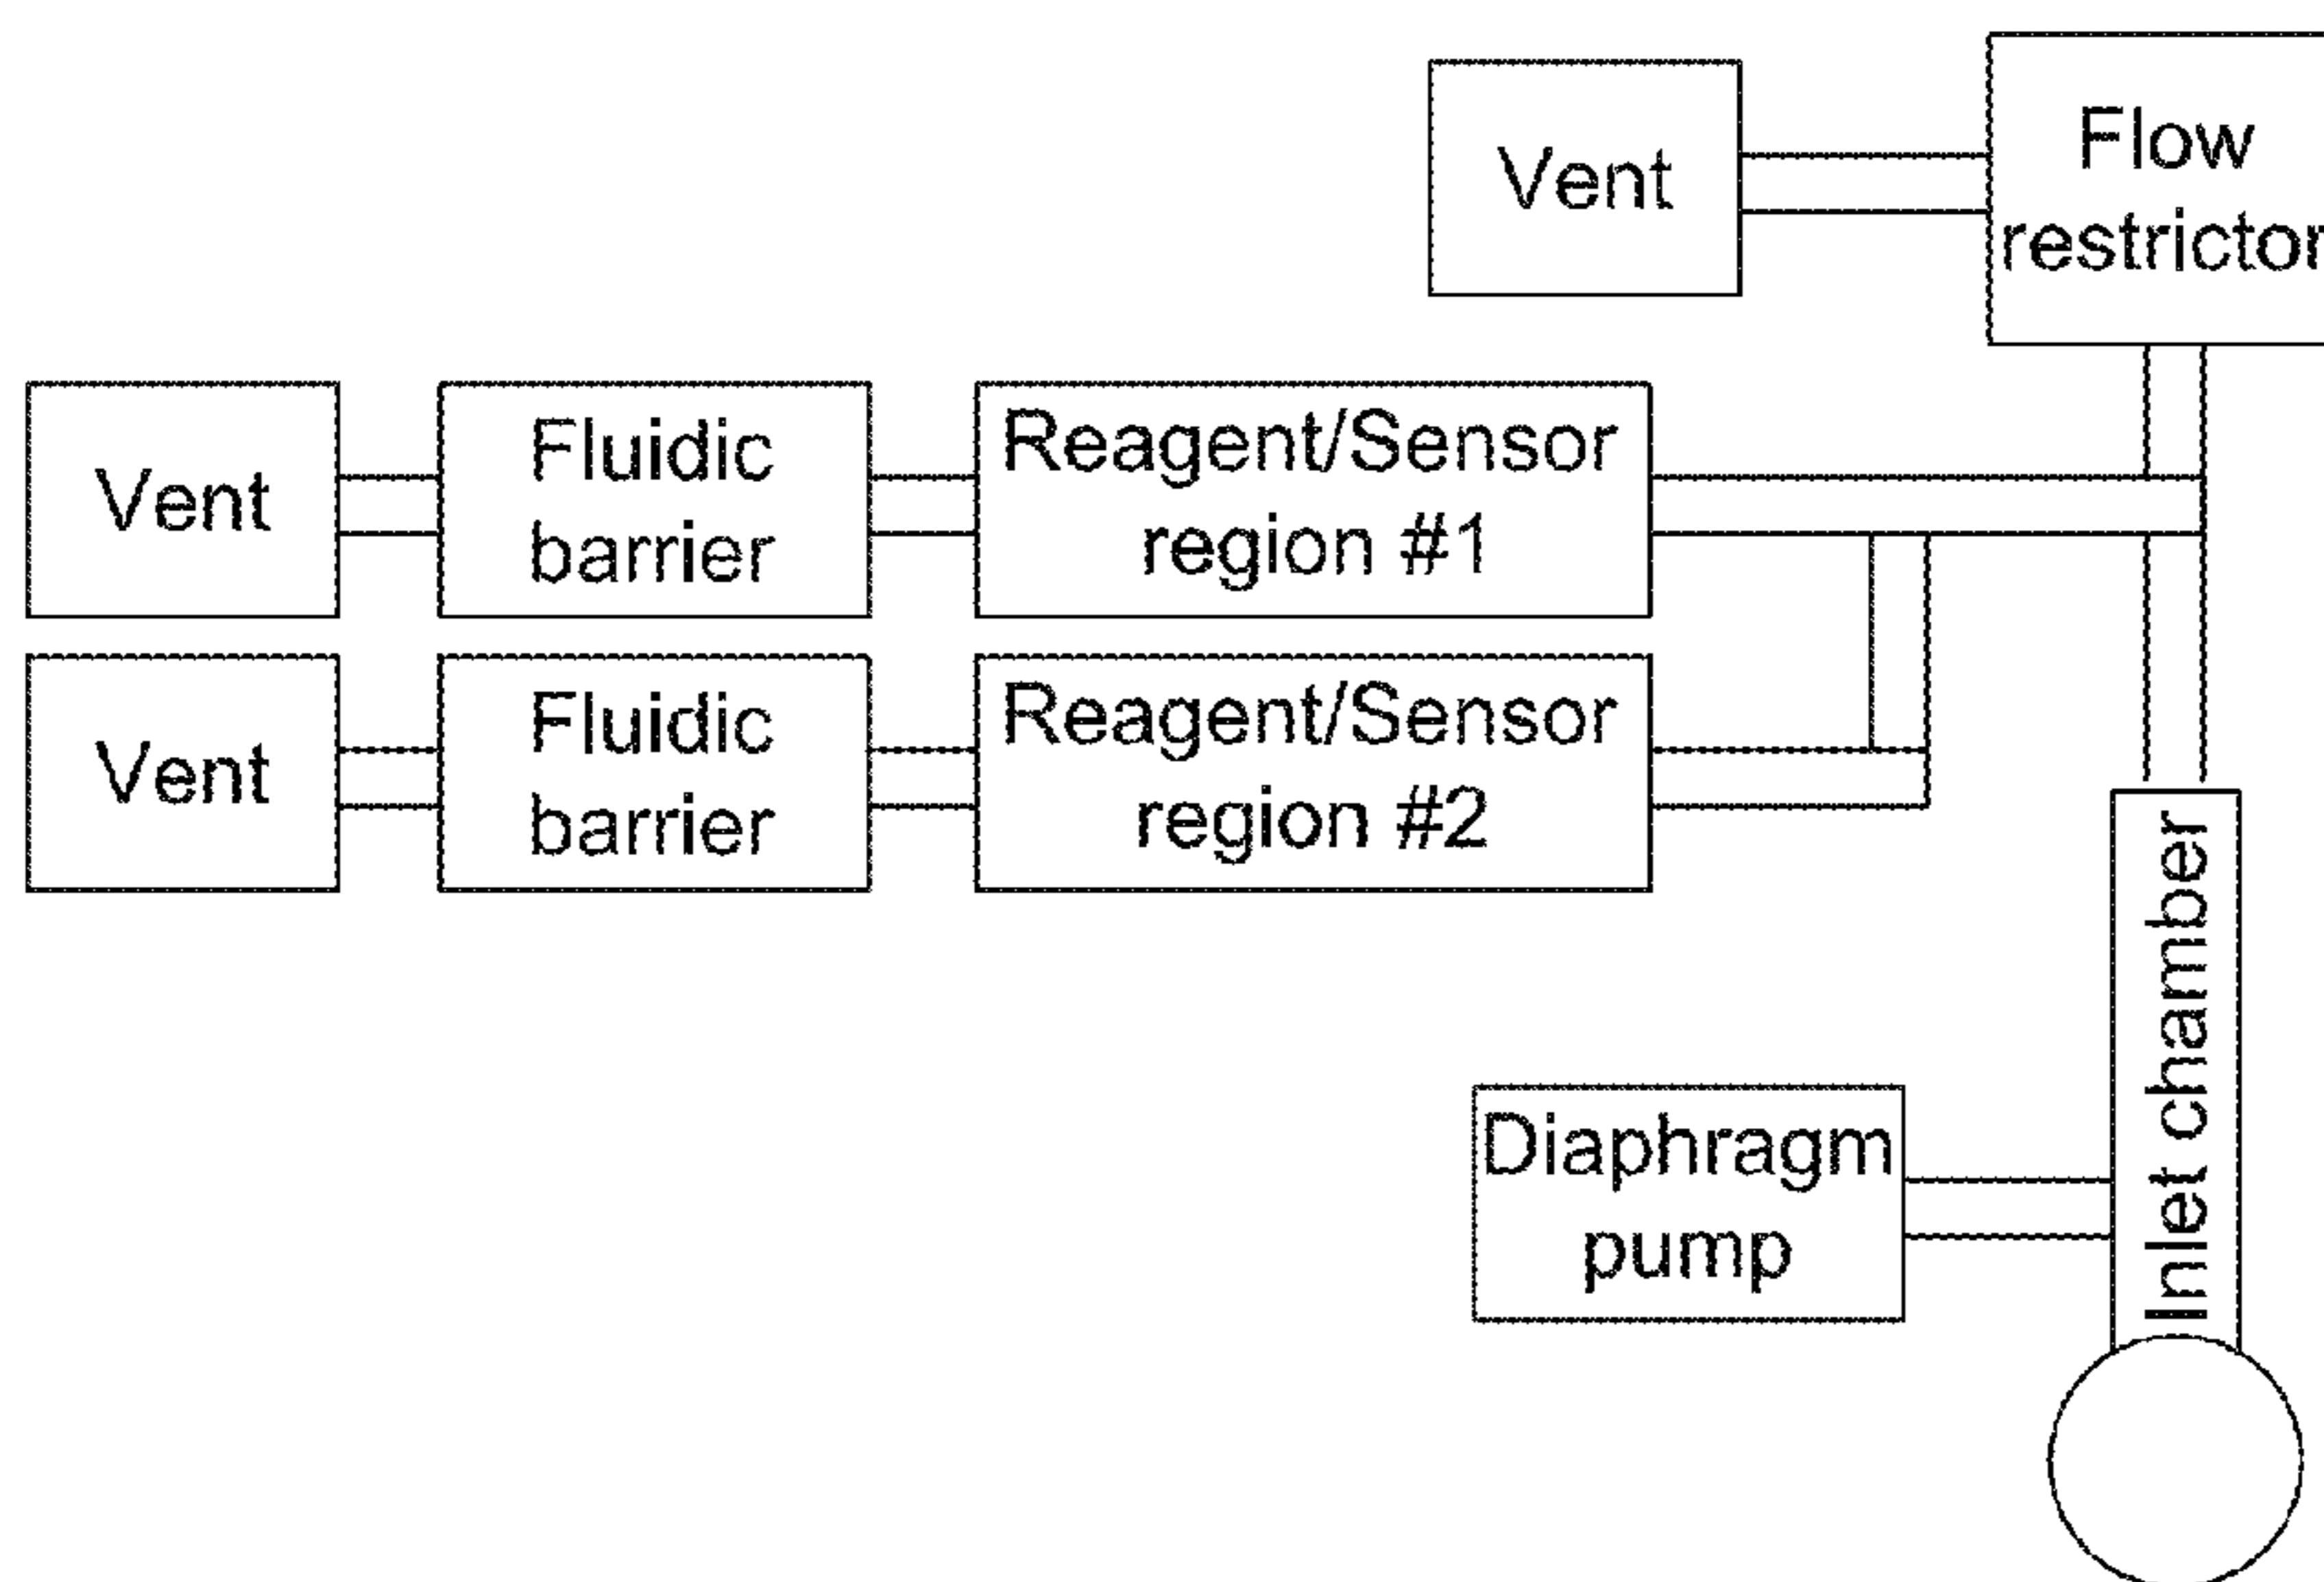 Vent
Flow
restrictor
Vent
Fluidic
barrier
Reagent/Sensor
region #1
Vent
Fluidic
barrier
Reagent/Sensor
region #2
Inlet chamber
Diaphragm
pump